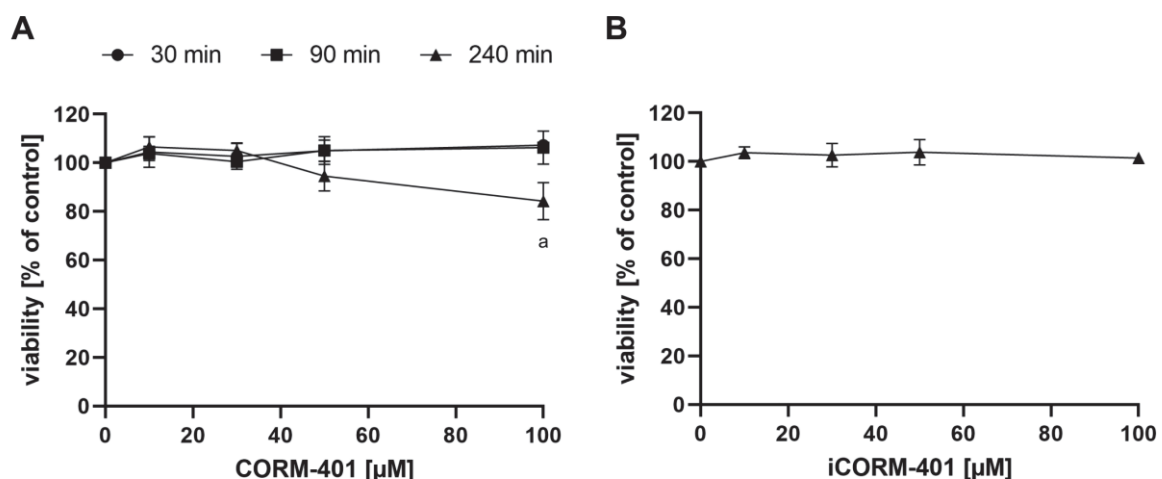 A
B
30 min 90 min 240 min
viability [% of control]
120
100
80
60
40
20
0
a
0 20 40 60 80 100
CORM-401 [µM]
viability [% of control]
120
100
80
60
40
20
0
0 20 40 60 80 100
iCORM-401 [µM]